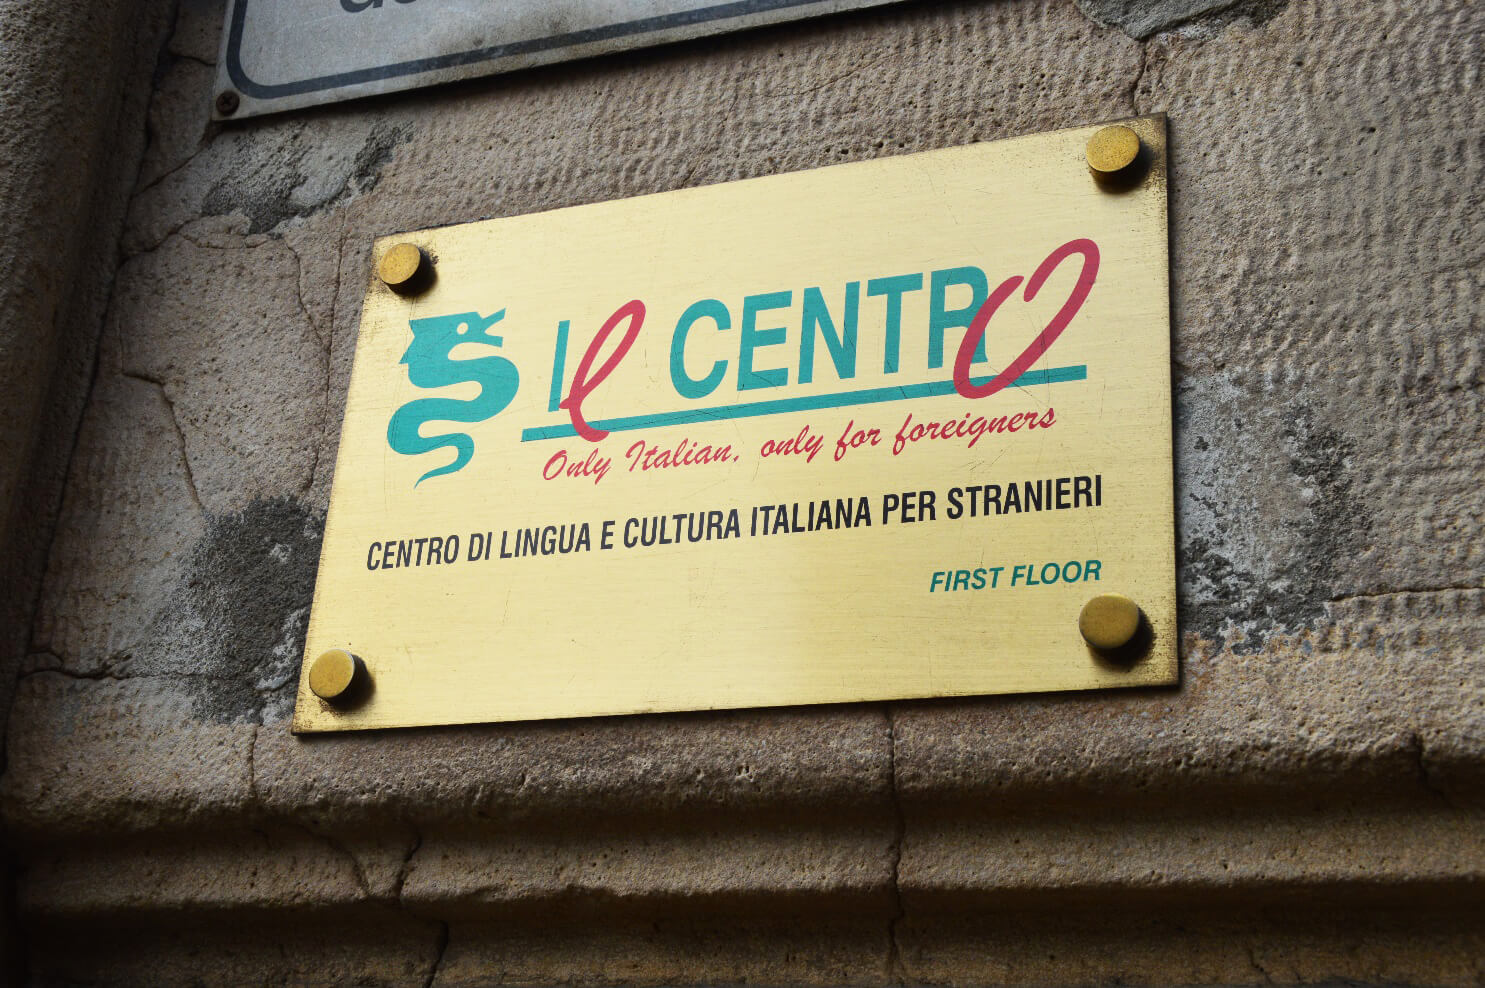 Il CENTRO
Only Italian, only for foreigners
CENTRO DI LINGUA E CULTURA ITALIANA PER STRANIERI
FIRST FLOOR